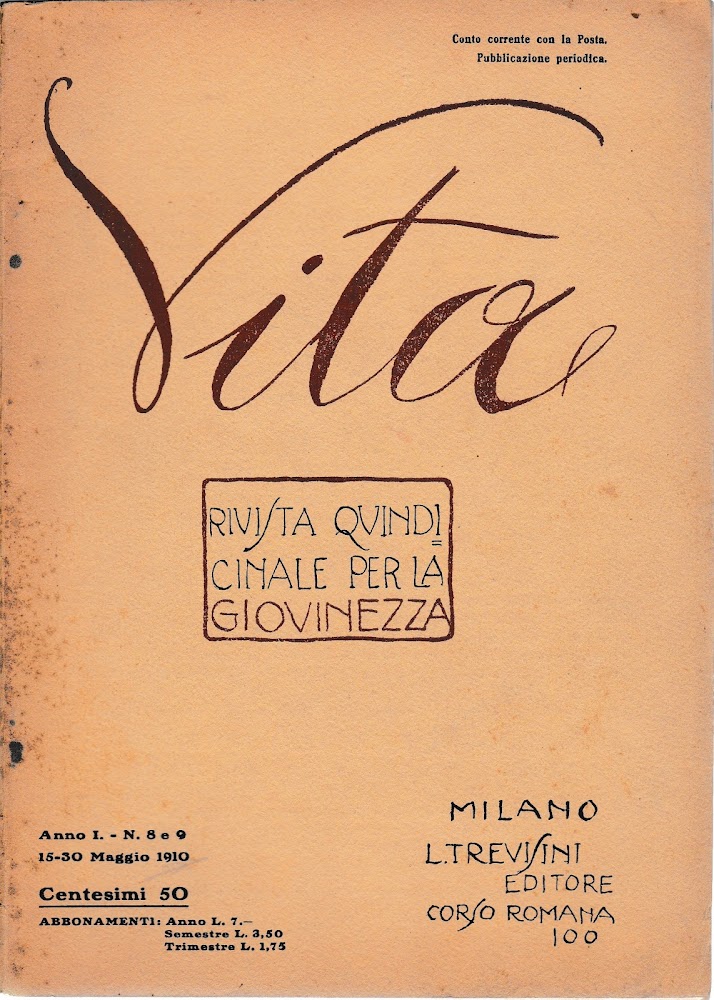 Conto corrente con la Posta.
Pubblicazione periodica.
Vita
RIVISTA QVINDI=
CINALE PER LA
GIOVINEZZA
Anno I. - N. 8 e 9
15-30 Maggio 1910
Centesimi 50
ABBONAMENTI: Anno L. 7.—
Semestre L. 3,50
Trimestre L. 1,75
MILANO
L. TREVISINI
EDITORE
CORSO ROMANA
100